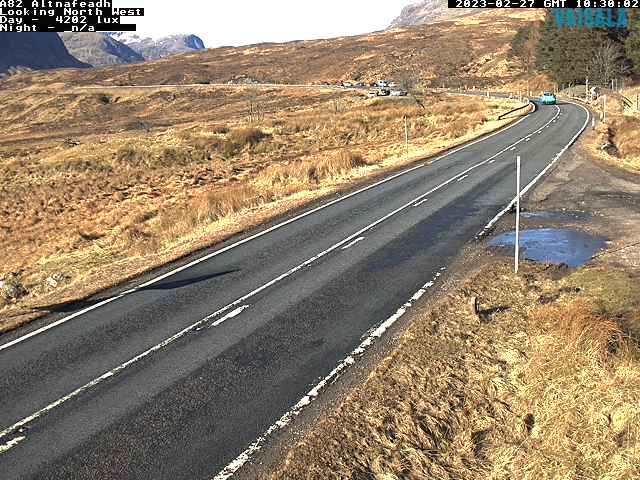 A82 Altnafeadh
Looking North West
Day - 4202 lux
Night - n/a
2023-02-27 GMT 10:30:02
VAISALA